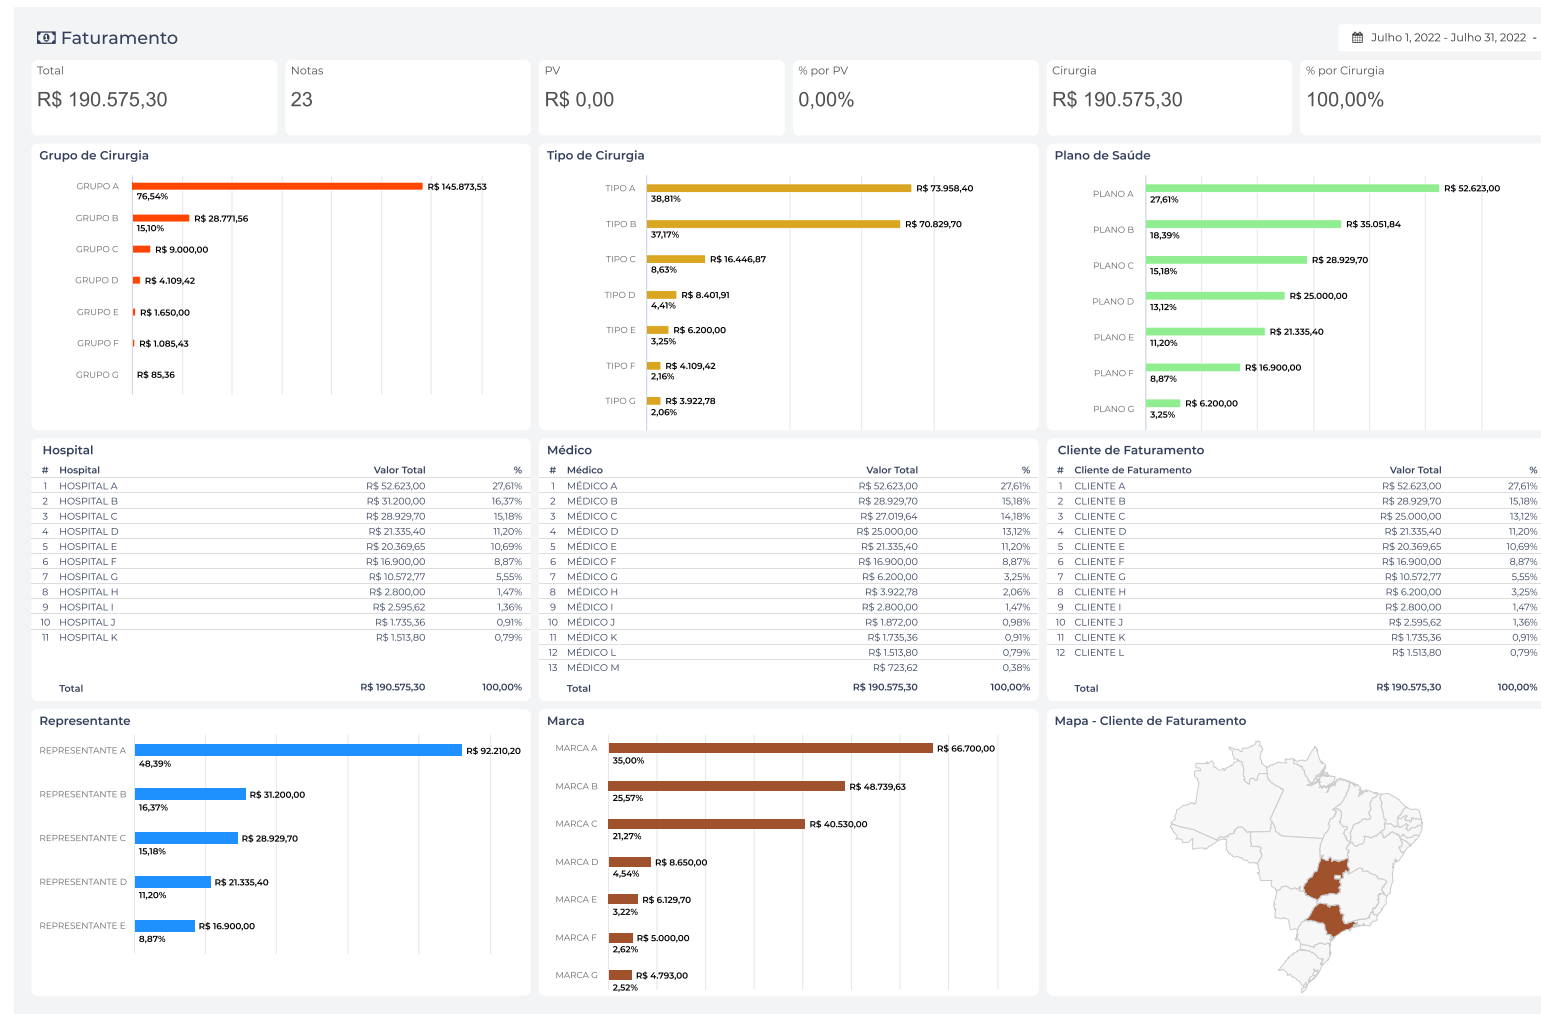 Faturamento
Julho 1, 2022 - Julho 31, 2022 -
Total
R$ 190.575,30
Notas
23
PV
R$ 0,00
% por PV
0,00%
Cirurgia
R$ 190.575,30
% por Cirurgia
100,00%
Grupo de Cirurgia
GRUPO A R$ 145.873,53
76,54%
GRUPO B R$ 28.771,56
15,10%
GRUPO C R$ 9.000,00
GRUPO D R$ 4.109,42
GRUPO E R$ 1.650,00
GRUPO F R$ 1.085,43
GRUPO G R$ 85,36
Tipo de Cirurgia
TIPO A R$ 73.958,40
38,81%
TIPO B R$ 70.829,70
37,17%
TIPO C R$ 16.446,87
8,63%
TIPO D R$ 8.401,91
4,41%
TIPO E R$ 6.200,00
3,25%
TIPO F R$ 4.109,42
2,16%
TIPO G R$ 3.922,78
2,06%
Plano de Saúde
PLANO A R$ 52.623,00
27,61%
PLANO B R$ 35.051,84
18,39%
PLANO C R$ 28.929,70
15,18%
PLANO D R$ 25.000,00
13,12%
PLANO E R$ 21.335,40
11,20%
PLANO F R$ 16.900,00
8,87%
PLANO G R$ 6.200,00
3,25%
Hospital
# Hospital Valor Total %
1 HOSPITAL A R$ 52.623,00 27,61%
2 HOSPITAL B R$ 31.200,00 16,37%
3 HOSPITAL C R$ 28.929,70 15,18%
4 HOSPITAL D R$ 21.335,40 11,20%
5 HOSPITAL E R$ 20.369,65 10,69%
6 HOSPITAL F R$ 16.900,00 8,87%
7 HOSPITAL G R$ 10.572,77 5,55%
8 HOSPITAL H R$ 2.800,00 1,47%
9 HOSPITAL I R$ 2.595,62 1,36%
10 HOSPITAL J R$ 1.735,36 0,91%
11 HOSPITAL K R$ 1.513,80 0,79%
Total R$ 190.575,30 100,00%
Médico
# Médico Valor Total %
1 MÉDICO A R$ 52.623,00 27,61%
2 MÉDICO B R$ 28.929,70 15,18%
3 MÉDICO C R$ 27.019,64 14,18%
4 MÉDICO D R$ 25.000,00 13,12%
5 MÉDICO E R$ 21.335,40 11,20%
6 MÉDICO F R$ 16.900,00 8,87%
7 MÉDICO G R$ 6.200,00 3,25%
8 MÉDICO H R$ 3.922,78 2,06%
9 MÉDICO I R$ 2.800,00 1,47%
10 MÉDICO J R$ 1.872,00 0,98%
11 MÉDICO K R$ 1.735,36 0,91%
12 MÉDICO L R$ 1.513,80 0,79%
13 MÉDICO M R$ 723,62 0,38%
Total R$ 190.575,30 100,00%
Cliente de Faturamento
# Cliente de Faturamento Valor Total %
1 CLIENTE A R$ 52.623,00 27,61%
2 CLIENTE B R$ 28.929,70 15,18%
3 CLIENTE C R$ 25.000,00 13,12%
4 CLIENTE D R$ 21.335,40 11,20%
5 CLIENTE E R$ 20.369,65 10,69%
6 CLIENTE F R$ 16.900,00 8,87%
7 CLIENTE G R$ 10.572,77 5,55%
8 CLIENTE H R$ 6.200,00 3,25%
9 CLIENTE I R$ 2.800,00 1,47%
10 CLIENTE J R$ 2.595,62 1,36%
11 CLIENTE K R$ 1.735,36 0,91%
12 CLIENTE L R$ 1.513,80 0,79%
Total R$ 190.575,30 100,00%
Representante
REPRESENTANTE A R$ 92.210,20
48,39%
REPRESENTANTE B R$ 31.200,00
16,37%
REPRESENTANTE C R$ 28.929,70
15,18%
REPRESENTANTE D R$ 21.335,40
11,20%
REPRESENTANTE E R$ 16.900,00
8,87%
Marca
MARCA A R$ 66.700,00
35,00%
MARCA B R$ 48.739,63
25,57%
MARCA C R$ 40.530,00
21,27%
MARCA D R$ 8.650,00
4,54%
MARCA E R$ 6.129,70
3,22%
MARCA F R$ 5.000,00
2,62%
MARCA G R$ 4.793,00
2,52%
Mapa - Cliente de Faturamento